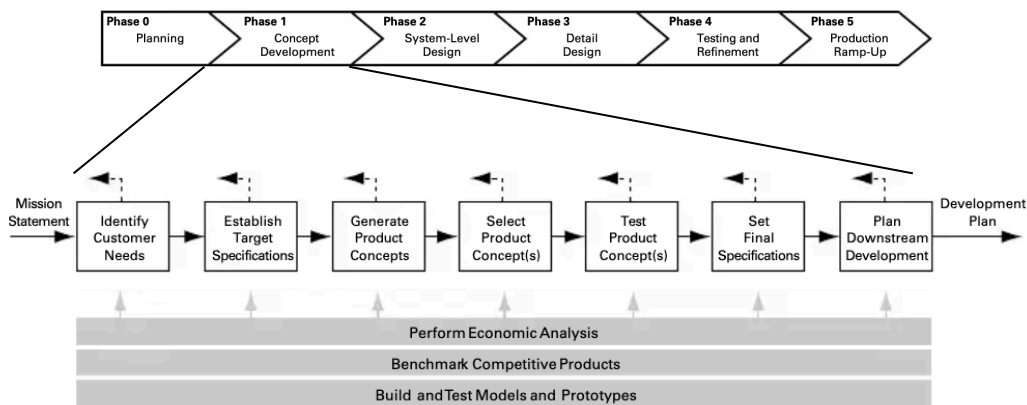 Phase 0
Planning
Phase 1
Concept
Development
Phase 2
System-Level
Design
Phase 3
Detail
Design
Phase 4
Testing and
Refinement
Phase 5
Production
Ramp-Up
Mission
Statement
Identify
Customer
Needs
Establish
Target
Specifications
Generate
Product
Concepts
Select
Product
Concept(s)
Test
Product
Concept(s)
Set
Final
Specifications
Plan
Downstream
Development
Development
Plan
Perform Economic Analysis
Benchmark Competitive Products
Build and Test Models and Prototypes